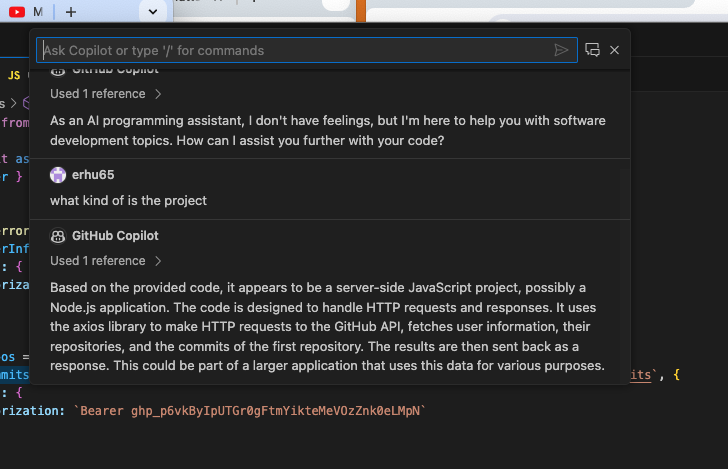 M
JS
Ask Copilot or type '/' for commands
GitHub Copilot
Used 1 reference
As an AI programming assistant, I don't have feelings, but I'm here to help you with software
development topics. How can I assist you further with your code?
erhu65
what kind of is the project
GitHub Copilot
Used 1 reference
Based on the provided code, it appears to be a server-side JavaScript project, possibly a
Node.js application. The code is designed to handle HTTP requests and responses. It uses
the axios library to make HTTP requests to the GitHub API, fetches user information, their
repositories, and the commits of the first repository. The results are then sent back as a
response. This could be part of a larger application that uses this data for various purposes.
s >
from
t as
r }
rror
erInf
: {
riza
os =
mmits its`, {
: {
orization: `Bearer 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`